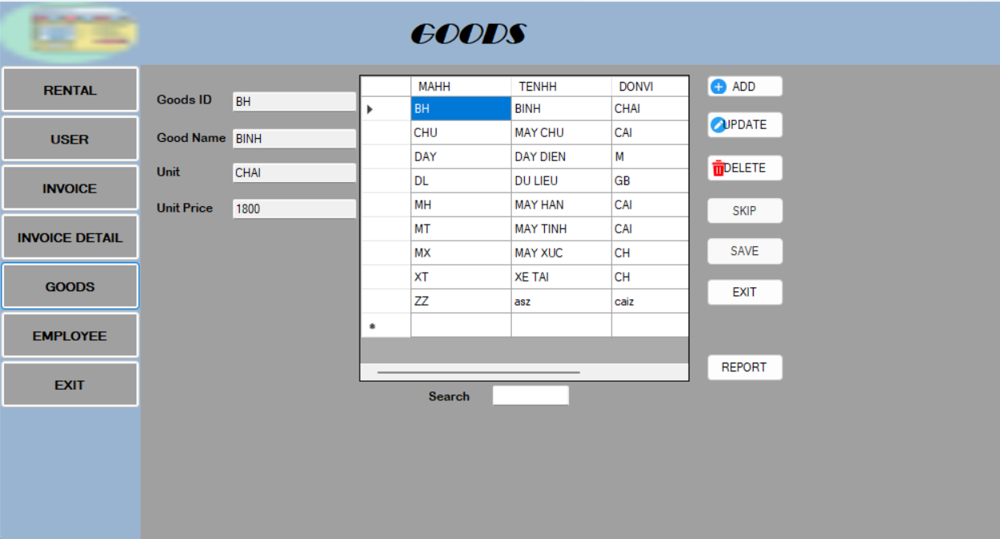 GOODS
RENTAL
USER
INVOICE
INVOICE DETAIL
GOODS
EMPLOYEE
EXIT
Goods ID BH
Good Name BINH
Unit CHAI
Unit Price 1800
MAHH TENHH DONVI
BH BINH CHAI
CHU MAY CHU CAI
DAY DAY DIEN M
DL DU LIEU GB
MH MAY HAN CAI
MT MAY TINH CAI
MX MAY XUC CH
XT XE TAI CH
ZZ asz caiz
Search
ADD
UPDATE
DELETE
SKIP
SAVE
EXIT
REPORT